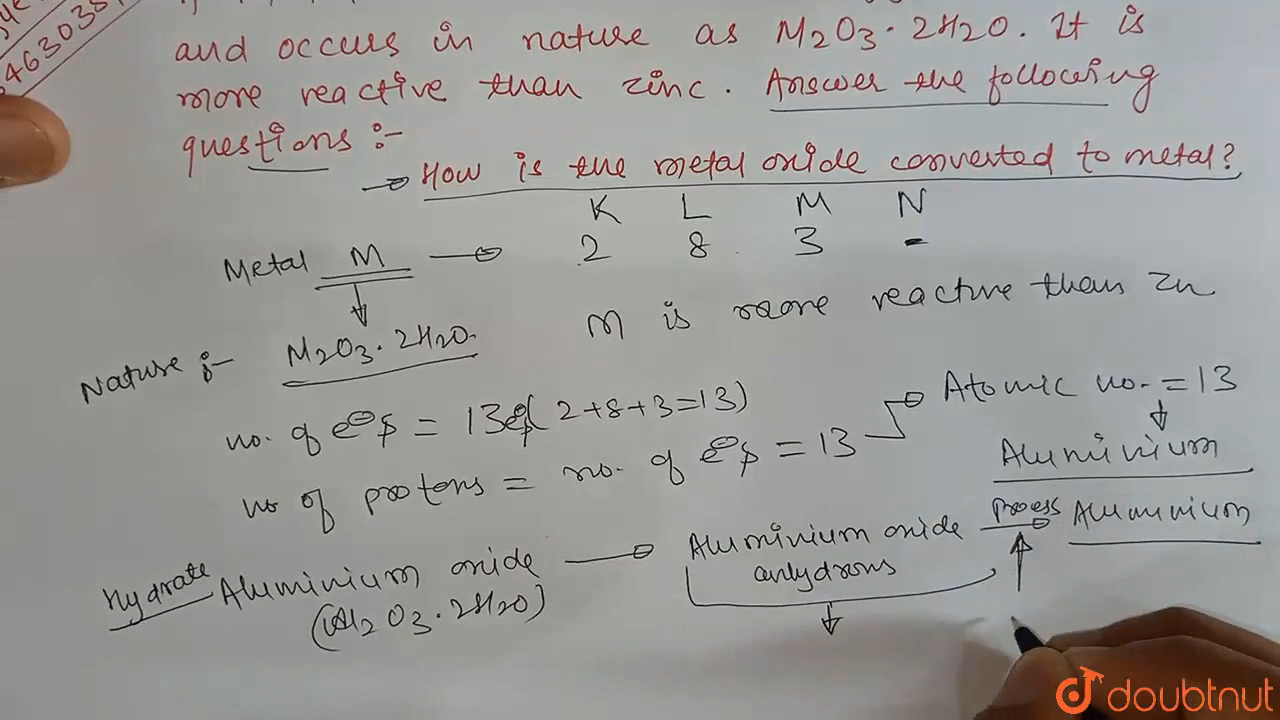 4630385
and occurs in nature as M2O3·2H2O. It is
more reactive than zinc. Answer the following
questions :-
→ How is the metal oxide converted to metal?
K L M N
Metal M → 2 8 3 -
M is more reactive than Zn
Nature :- M2O3·2H2O.
no. of e⊖s = 13e⊖s( 2+8+3=13)
no of protons = no. of e⊖s = 13 → Atomic no. = 13
Aluminium
Hydrate Aluminium oxide → Aluminium oxide process → Aluminium
(Al2O3·2H2O) anhydrous
doubtnut